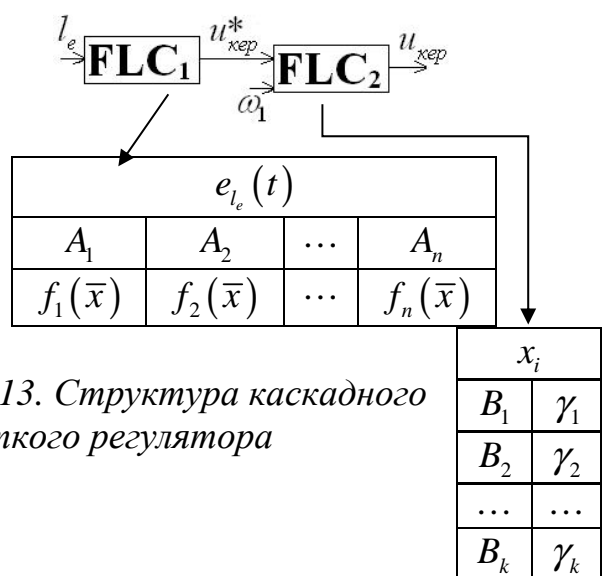 l_e u*_кер u_кер
FLC₁ FLC₂
ω₁
e_{l_e}(t)
A₁ A₂ … A_n
f₁(x̄) f₂(x̄) … f_n(x̄)
x_i
13. Структура каскадного
регулятора
B₁ γ₁
B₂ γ₂
… …
B_k γ_k